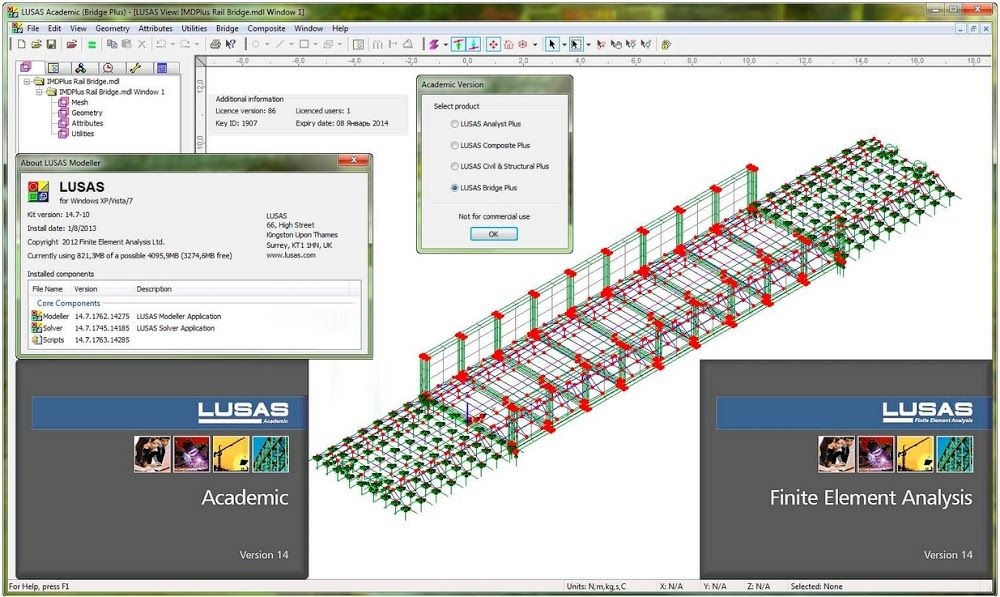 LUSAS Academic (Bridge Plus) - [LUSAS View: IMDPlus Rail Bridge.mdl Window 1]
File Edit View Geometry Attributes Utilities Bridge Composite Window Help
-8,0 -6,0 -4,0 -2,0 0,0 2,0 4,0 6,0 8,0 10,0 12,0 14,0 16,0 18,0
12,0
10,0
IMDPlus Rail Bridge.mdl
IMDPlus Rail Bridge.mdl Window 1
Mesh
Geometry
Attributes
Utilities
Additional information
Licence version: 86 Licenced users: 1
Key ID: 1907 Expiry date: 08 Январь 2014
Academic Version
Select product
LUSAS Analyst Plus
LUSAS Composite Plus
LUSAS Civil & Structural Plus
LUSAS Bridge Plus
Not for commercial use
OK
About LUSAS Modeller
LUSAS
for Windows XP/Vista/7
Kit version: 14.7-10
Install date: 1/8/2013
Copyright 2012 Finite Element Analysis Ltd.
Currently using 821,3MB of a possible 4095,9MB (3274,6MB free)
LUSAS
66, High Street
Kingston Upon Thames
Surrey, KT1 1HN, UK
www.lusas.com
Installed components
File Name Version Description
Core Components
Modeller 14.7.1762.14275 LUSAS Modeller Application
Solver 14.7.1745.14185 LUSAS Solver Application
Scripts 14.7.1763.14285
LUSAS
Academic
Academic
Version 14
LUSAS
Finite Element Analysis
Finite Element Analysis
Version 14
For Help, press F1
Units: N,m,kg,s,C X: N/A Y: N/A Z: N/A Selected: None